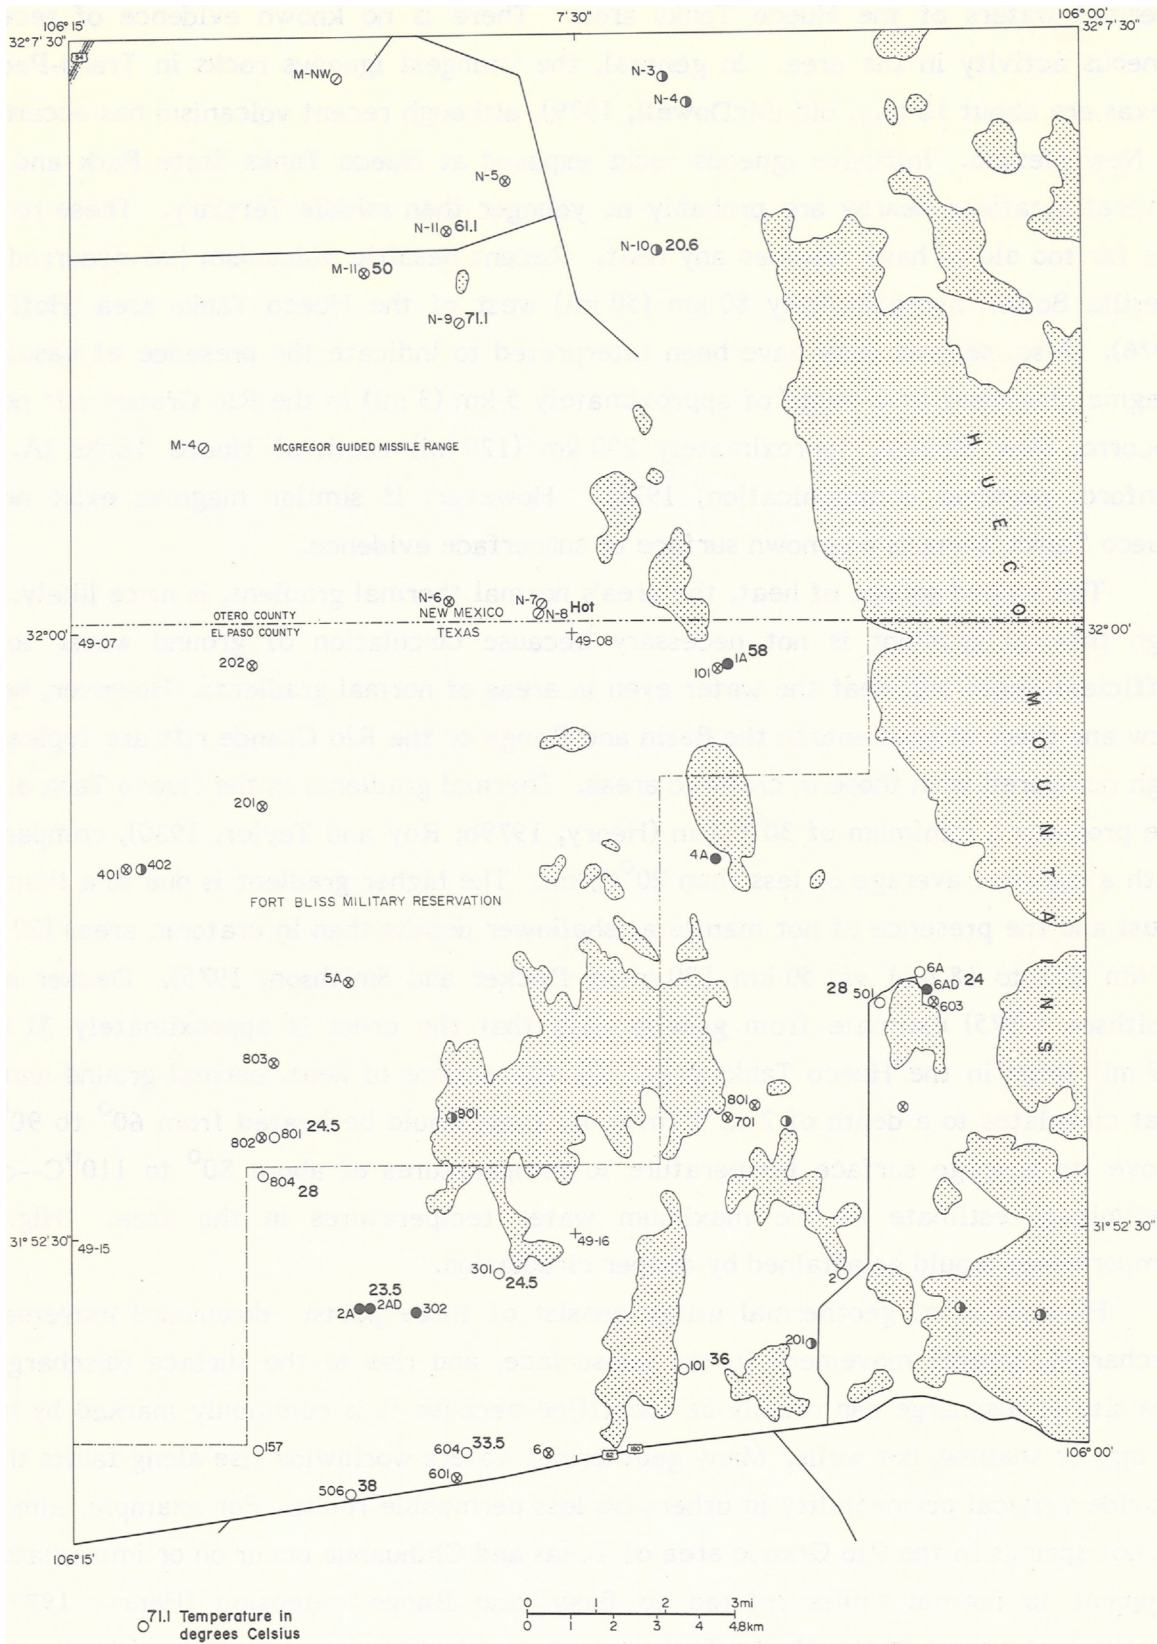 106° 15'
7' 30"
106° 00'
32° 7' 30"
32° 7' 30"
54
M-NW
N-3
N-4
N-5
N-11 61.1
N-10 20.6
M-11 50
N-9 71.1
M-4
MCGREGOR GUIDED MISSILE RANGE
HUECO MOUNTAINS
N-6
N-7
N-8 Hot
OTERO COUNTY
NEW MEXICO
EL PASO COUNTY
TEXAS
32° 00'
49-07
49-08
32° 00'
202
101
1A 58
201
4A
401
402
FORT BLISS MILITARY RESERVATION
5A
6A
6AD 24
28 501
603
803
901
801
701
802
801 24.5
804 28
31° 52' 30"
49-15
49-16
31° 52' 30"
301 24.5
2
23.5
2A
2AD
302
201
101 36
157
604 33.5
6
62
180
106° 00'
601
506 38
106° 15'
71.1 Temperature in
degrees Celsius
0 1 2 3mi
0 1 2 3 4 4.8km